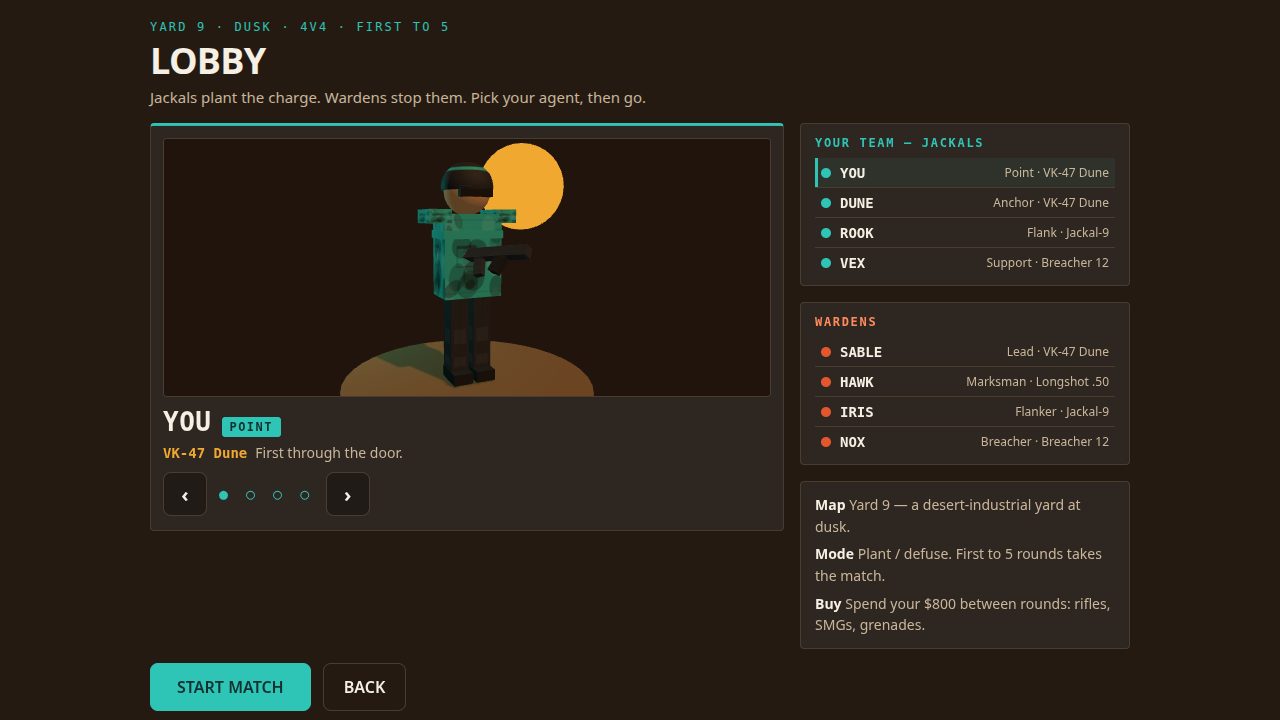 YARD 9 · DUSK · 4V4 · FIRST TO 5
LOBBY
Jackals plant the charge. Wardens stop them. Pick your agent, then go.
YOU POINT
VK-47 Dune First through the door.
‹ ›
YOUR TEAM — JACKALS
YOU Point · VK-47 Dune
DUNE Anchor · VK-47 Dune
ROOK Flank · Jackal-9
VEX Support · Breacher 12
WARDENS
SABLE Lead · VK-47 Dune
HAWK Marksman · Longshot .50
IRIS Flanker · Jackal-9
NOX Breacher · Breacher 12
Map Yard 9 — a desert-industrial yard at
dusk.
Mode Plant / defuse. First to 5 rounds takes
the match.
Buy Spend your $800 between rounds: rifles,
SMGs, grenades.
START MATCH BACK